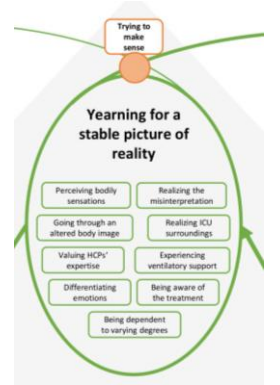 Trying to
make
sense
Yearning for a
stable picture of
reality
Perceiving bodily
sensations
Realizing the
misinterpretation
Going through an
altered body image
Realizing ICU
surroundings
Valuing HCPs'
expertise
Experiencing
ventilatory support
Differentiating
emotions
Being aware of
the treatment
Being dependent
to varying degrees